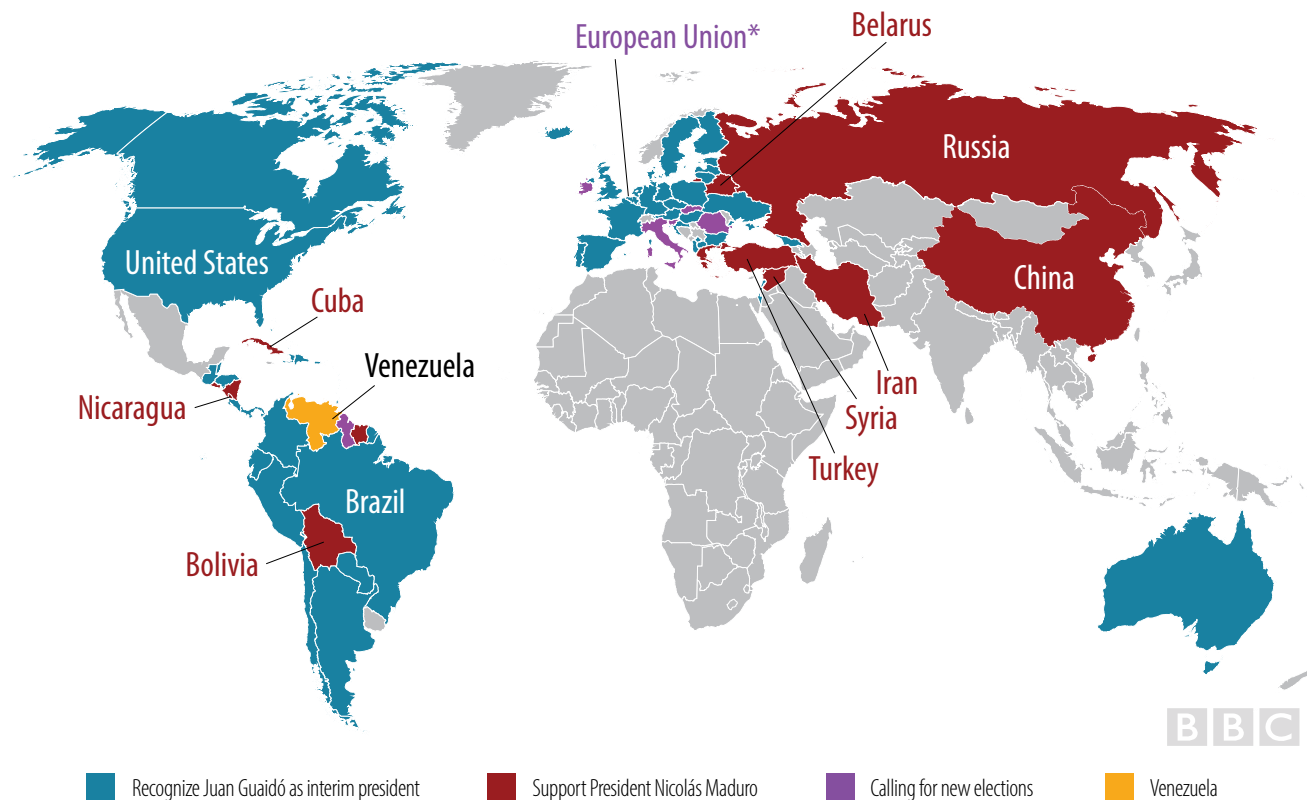 European Union*
Belarus
Russia
United States
China
Cuba
Venezuela
Iran
Nicaragua
Syria
Turkey
Brazil
Bolivia
BBC
Recognize Juan Guaidó as interim president
Support President Nicolás Maduro
Calling for new elections
Venezuela